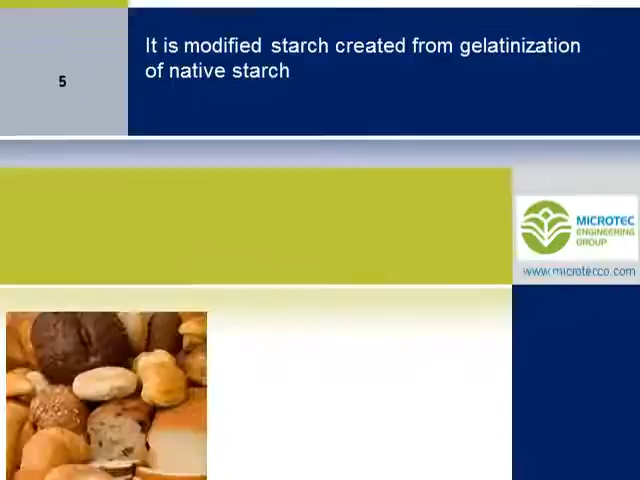 5
It is modified starch created from gelatinization
of native starch
MICROTEC
ENGINEERING
GROUP
www.microtecco.com